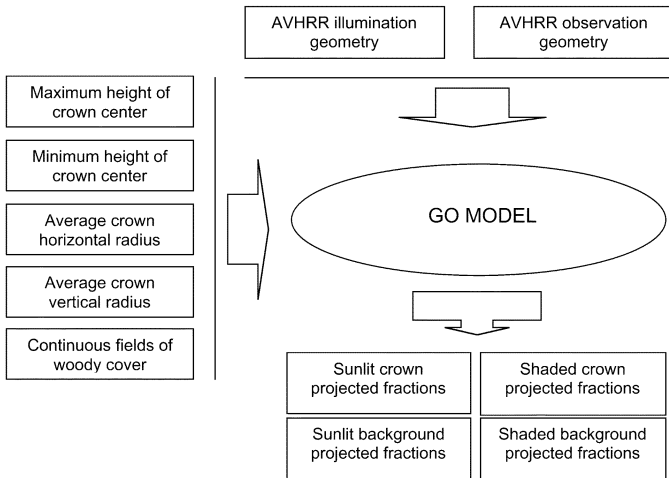 AVHRR illumination
geometry
AVHRR observation
geometry
Maximum height of
crown center
Minimum height of
crown center
Average crown
horizontal radius
Average crown
vertical radius
Continuous fields of
woody cover
GO MODEL
Sunlit crown
projected fractions
Shaded crown
projected fractions
Sunlit background
projected fractions
Shaded background
projected fractions